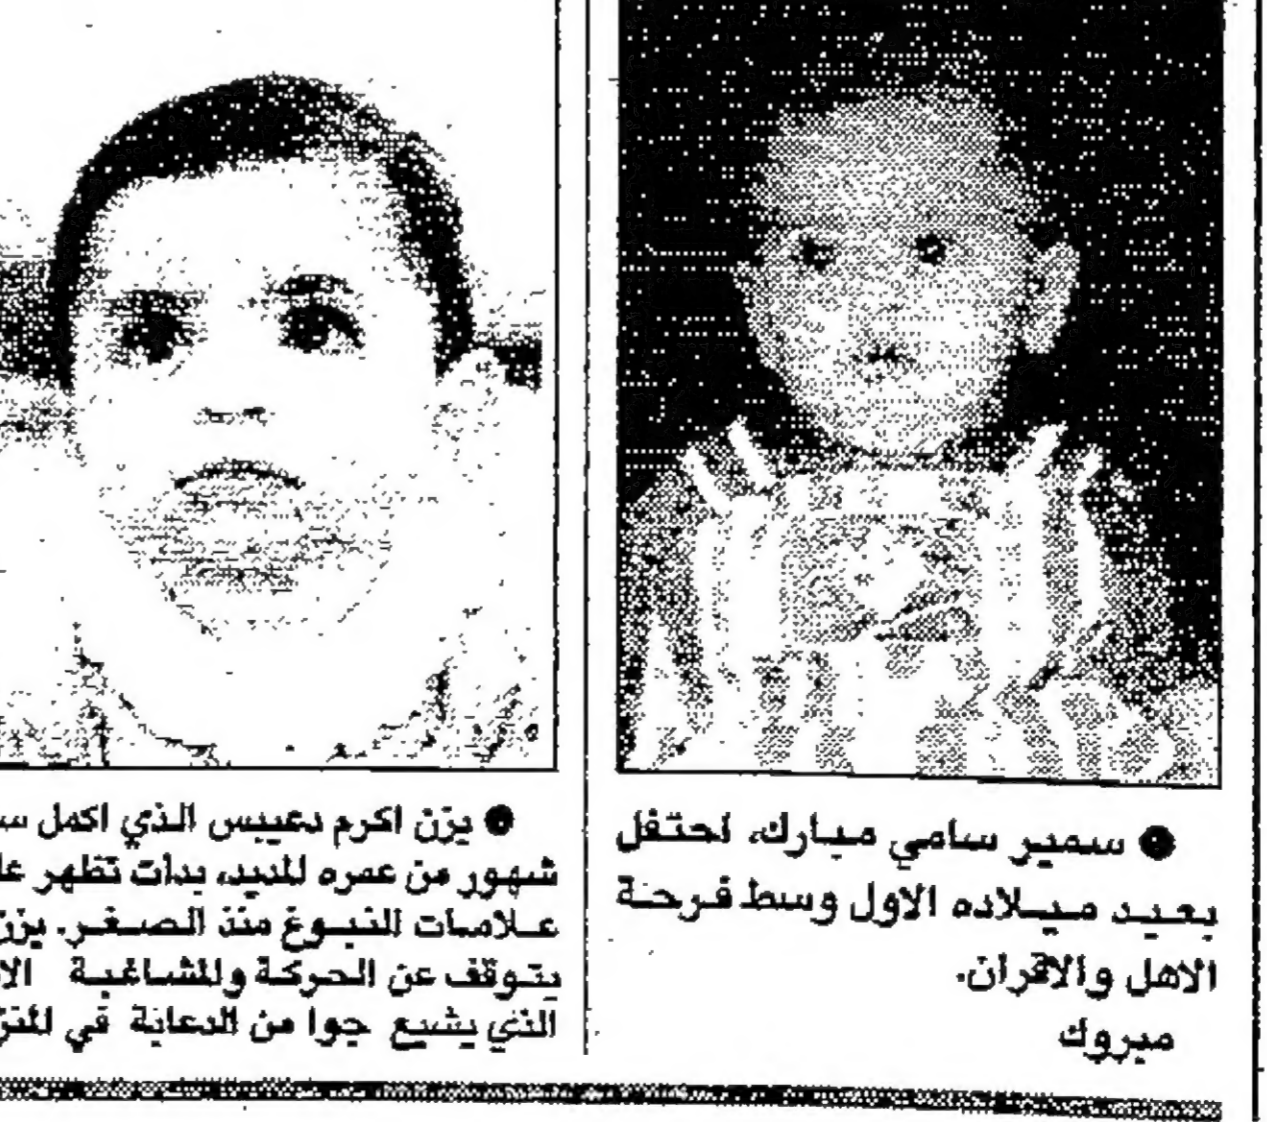 ● سمير سامي مبارك، احتفل
بعيد ميلاده الاول وسط فرحة
الاهل والاقران.
مبروك
● يزن اكرم دعيبس الذي اكمل
شهور من عمره المديد، بدات تظهر
علامات النبوغ منذ الصغر. يزن
يتوقف عن الحركة والمشاغبة
الذي يشيع جوا من الدعابة في